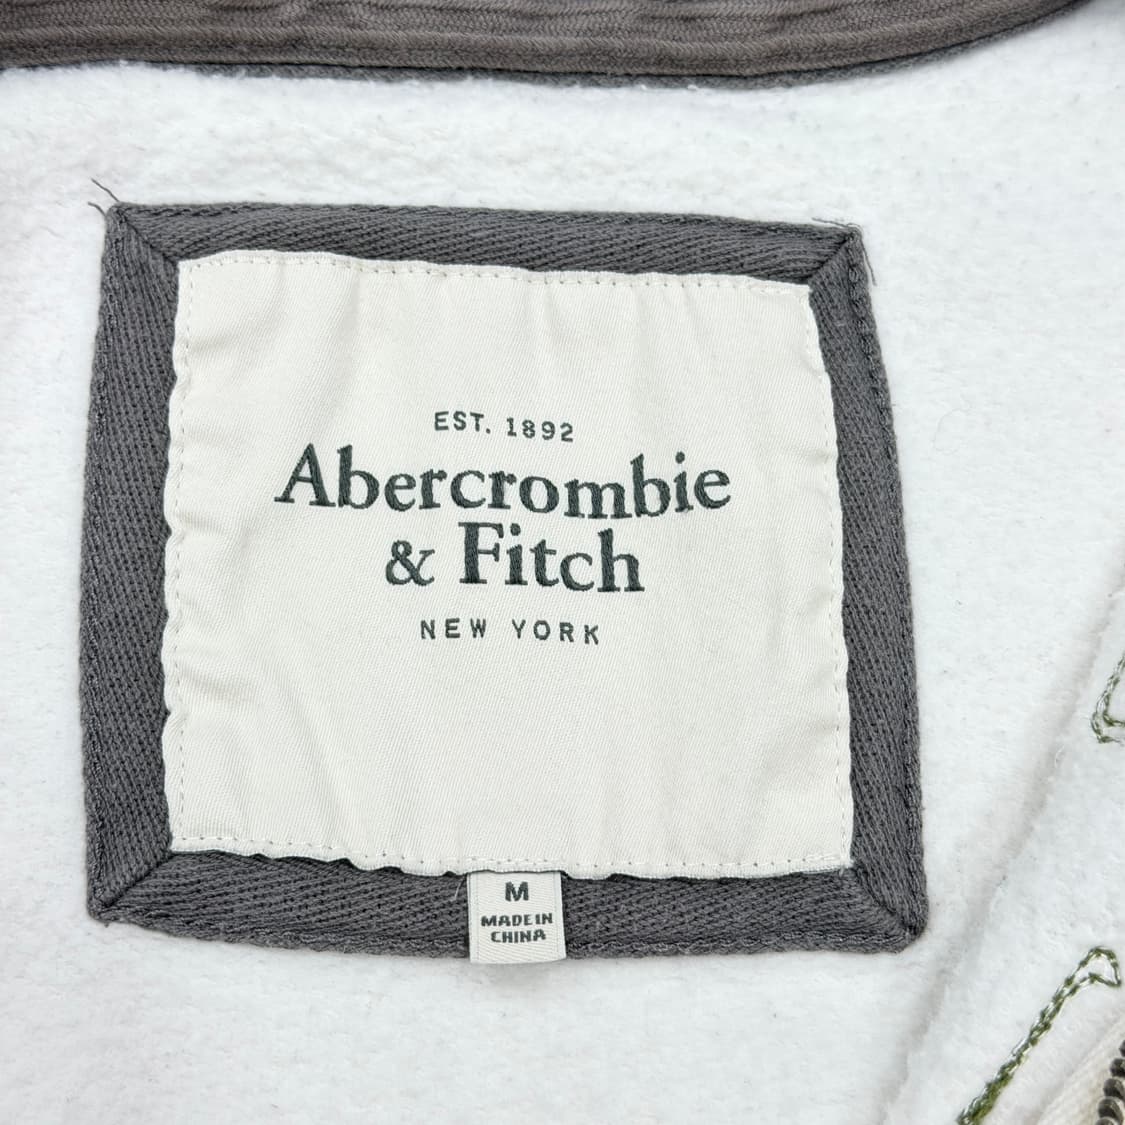 EST. 1892
Abercrombie
& Fitch
NEW YORK
M
MADE IN
CHINA